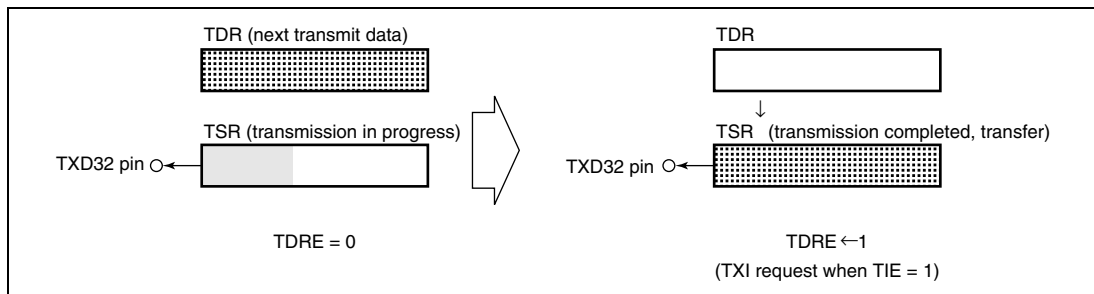 TDR (next transmit data)
TSR (transmission in progress)
TXD32 pin
TDRE = 0
TDR
↓
TSR (transmission completed, transfer)
TXD32 pin
TDRE ←1
(TXI request when TIE = 1)